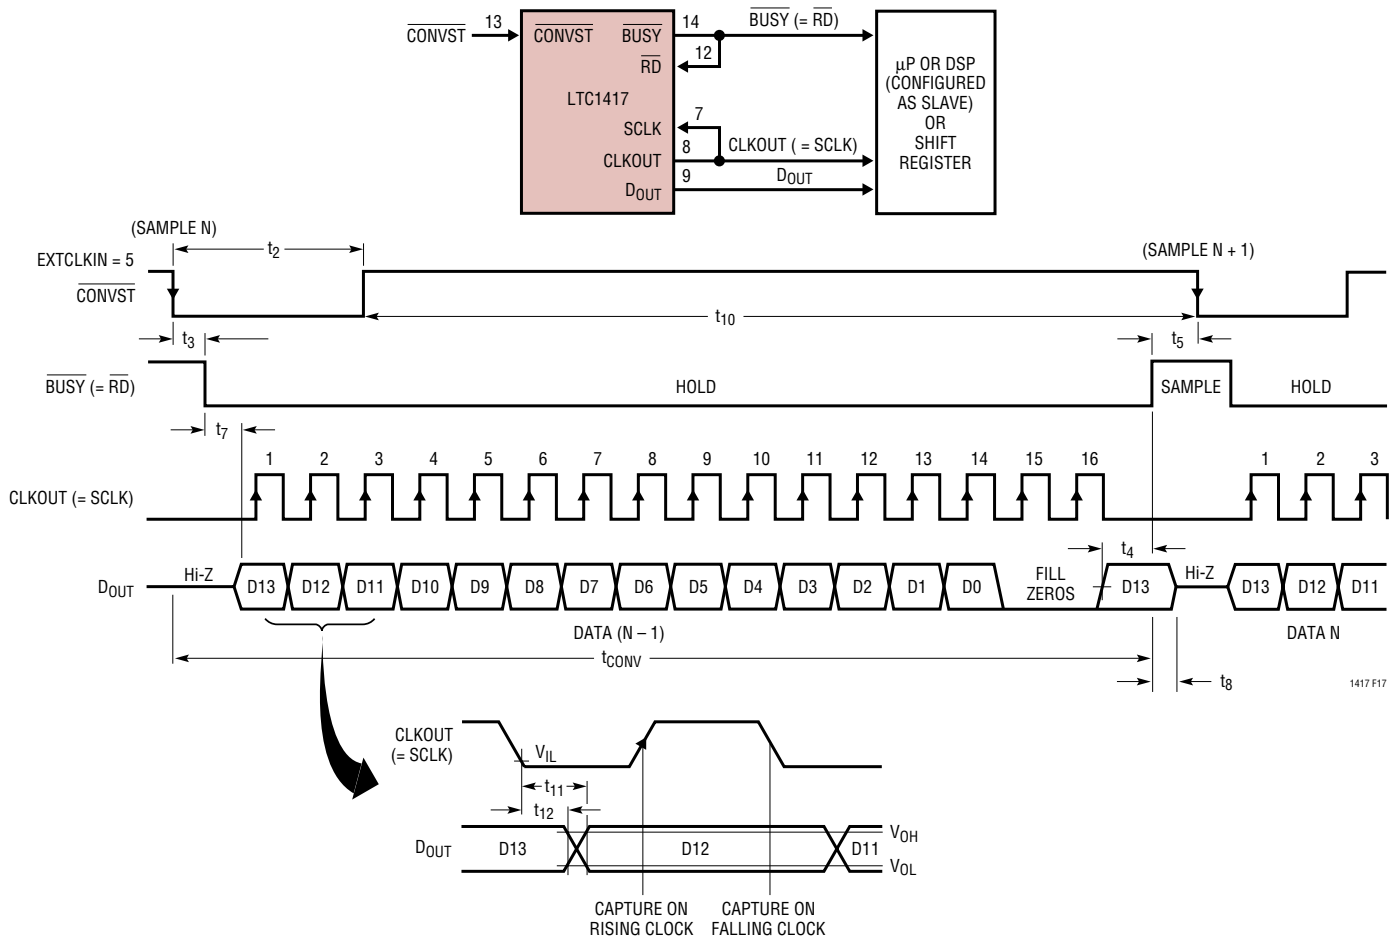 CONVST 13 CONVST BUSY 14 BUSY (= RD)
RD 12
LTC1417
SCLK 7
CLKOUT 8 CLKOUT ( = SCLK)
DOUT 9 DOUT
µP OR DSP
(CONFIGURED
AS SLAVE)
OR
SHIFT
REGISTER
(SAMPLE N) (SAMPLE N + 1)
t2
EXTCLKIN = 5
CONVST
t10
t3 t5
BUSY (= RD) HOLD SAMPLE HOLD
t7
1 2 3 4 5 6 7 8 9 10 11 12 13 14 15 16 1 2 3
CLKOUT (= SCLK)
t4
DOUT Hi-Z D13 D12 D11 D10 D9 D8 D7 D6 D5 D4 D3 D2 D1 D0 FILL ZEROS D13 Hi-Z D13 D12 D11
DATA (N – 1) DATA N
tCONV
t8
1417 F17
CLKOUT
(= SCLK)
VIL
t11
t12
DOUT D13 D12 D11
VOH
VOL
CAPTURE ON
RISING CLOCK
CAPTURE ON
FALLING CLOCK